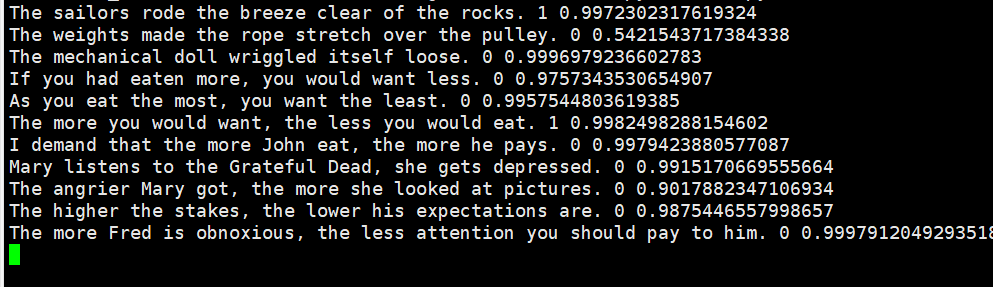 The sailors rode the breeze clear of the rocks. 1 0.9972302317619324
The weights made the rope stretch over the pulley. 0 0.5421543717384338
The mechanical doll wriggled itself loose. 0 0.9996979236602783
If you had eaten more, you would want less. 0 0.9757343530654907
As you eat the most, you want the least. 0 0.9957544803619385
The more you would want, the less you would eat. 1 0.9982498288154602
I demand that the more John eat, the more he pays. 0 0.9979423880577087
Mary listens to the Grateful Dead, she gets depressed. 0 0.9915170669555664
The angrier Mary got, the more she looked at pictures. 0 0.9017882347106934
The higher the stakes, the lower his expectations are. 0 0.9875446557998657
The more Fred is obnoxious, the less attention you should pay to him. 0 0.9997912049293518